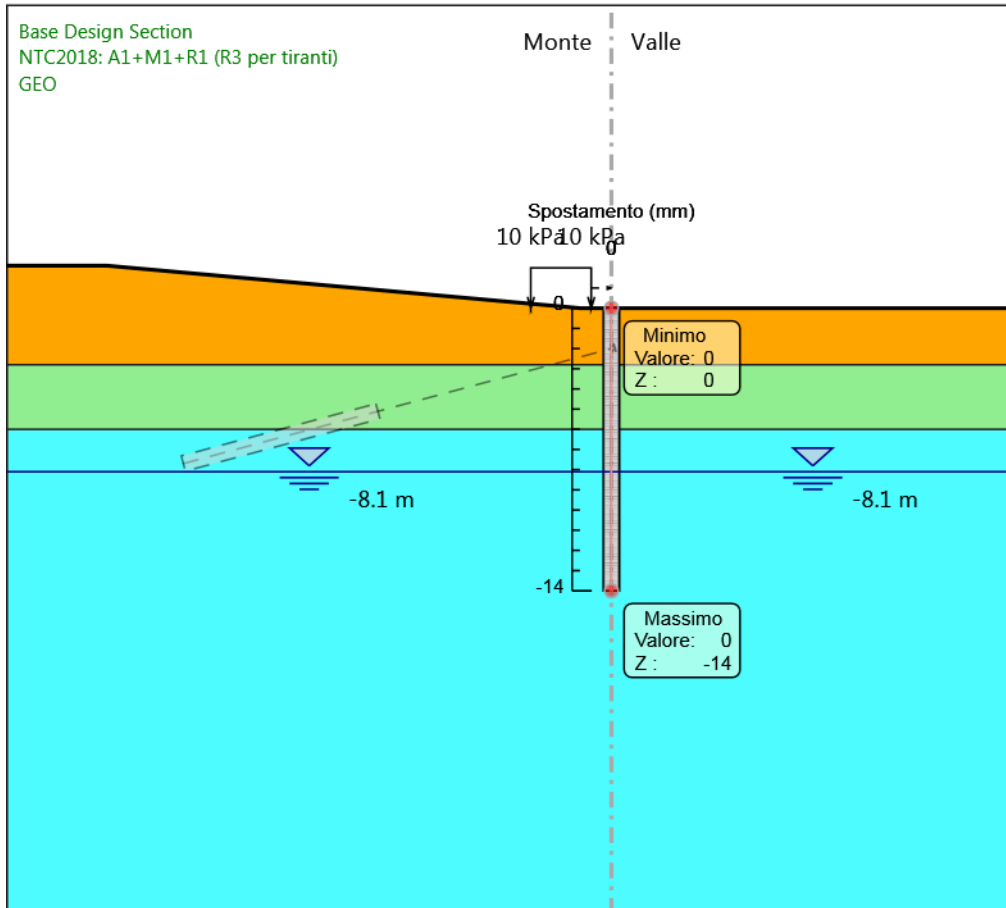 Base Design Section
NTC2018: A1+M1+R1 (R3 per tiranti)
GEO
Monte
Valle
Spostamento (mm)
10 kPa
10 kPa
0
0
Minimo
Valore: 0
Z : 0
-8.1 m
-8.1 m
-14
Massimo
Valore: 0
Z : -14